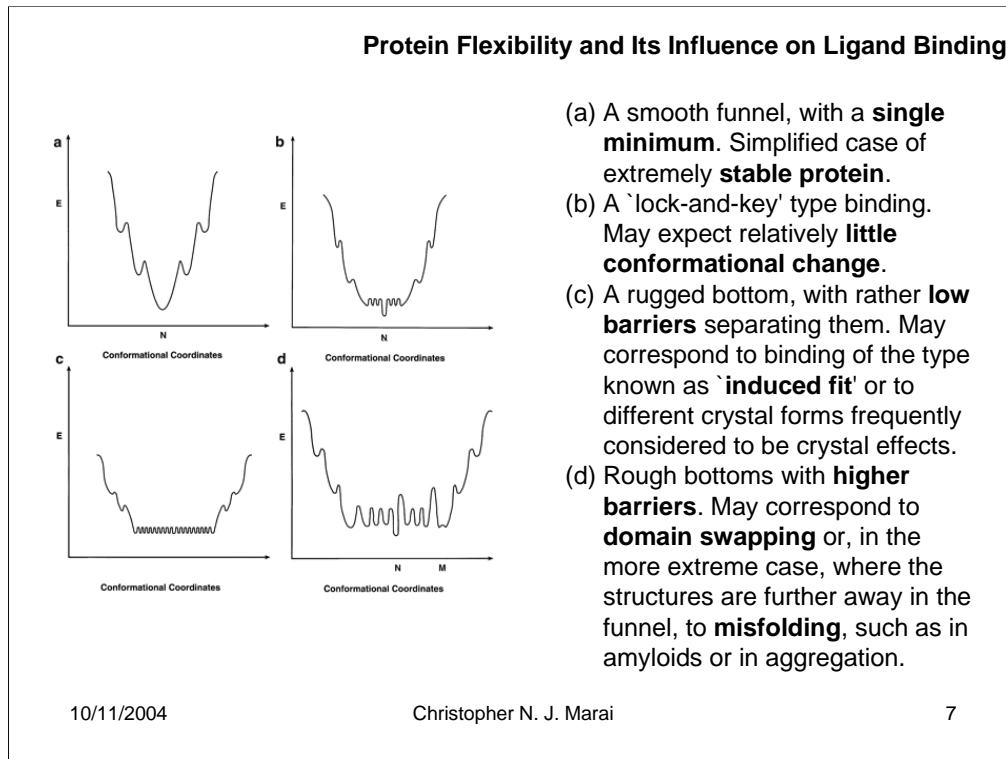 Protein Flexibility and Its Influence on Ligand Binding
a
E
N
Conformational Coordinates
b
E
N
Conformational Coordinates
c
E
Conformational Coordinates
d
E
N M
Conformational Coordinates
(a) A smooth funnel, with a single
minimum. Simplified case of
extremely stable protein.
(b) A `lock-and-key' type binding.
May expect relatively little
conformational change.
(c) A rugged bottom, with rather low
barriers separating them. May
correspond to binding of the type
known as `induced fit' or to
different crystal forms frequently
considered to be crystal effects.
(d) Rough bottoms with higher
barriers. May correspond to
domain swapping or, in the
more extreme case, where the
structures are further away in the
funnel, to misfolding, such as in
amyloids or in aggregation.
10/11/2004 Christopher N. J. Marai 7